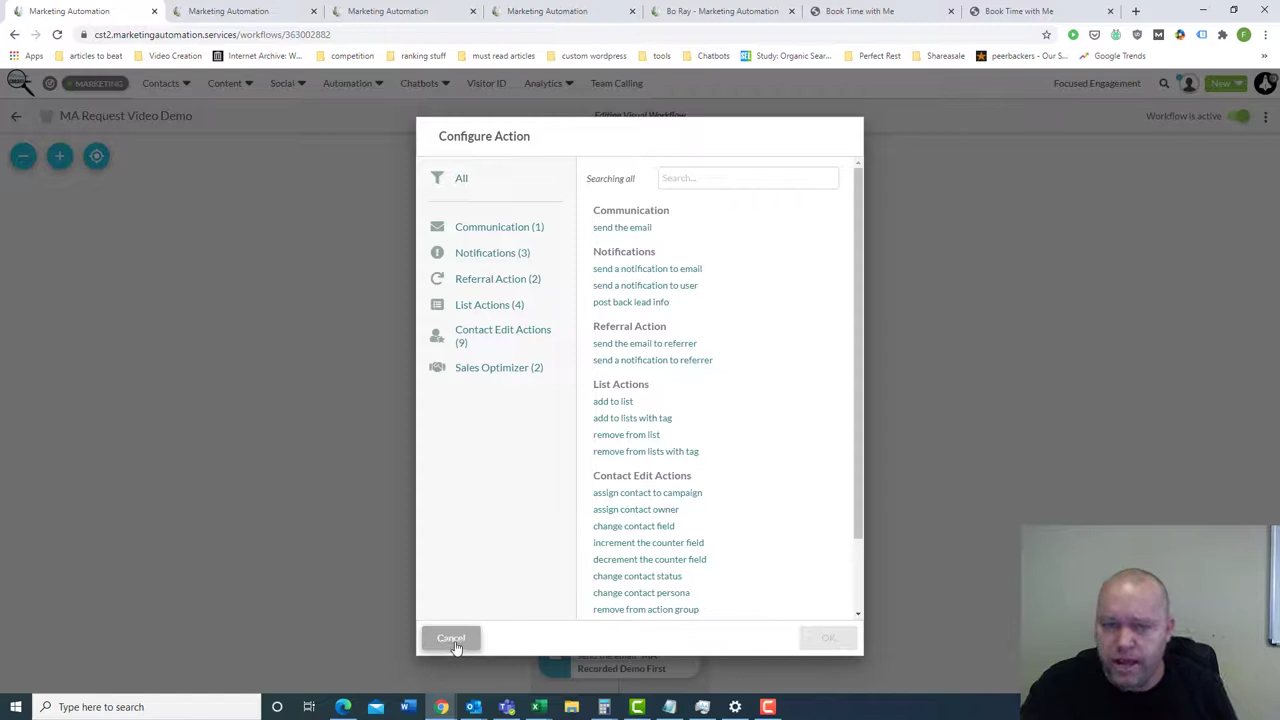 Marketing Automation
Marketing Automation
Marketing Automation
Marketing Automation
Bo Ray - Marketing Automation
Book Time with Me
Book Time with Me
cst2.marketingautomation.services/workflows/363002882
Apps
articles to beat
Video Creation
Internet Archive: W...
competition
ranking stuff
must read articles
custom wordpress
tools
Chatbots
Study: Organic Sear...
Perfect Rest
Shareasale
peerbackers - Our S...
Growth Tools
MARKETING
Contacts
Content
Social
Automation
Chatbots
Analytics
Visitor ID
Team Calling
Focused Engagement
New
MA Request Video Demo
Editing Visual Workflow
Workflow is active
Configure Action
All
Communication (1)
Notifications (3)
Referral Action (2)
List Actions (4)
Contact Edit Actions
(9)
Sales Optimizer (2)
Searching all
Search...
Communication
send the email
Notifications
send a notification to email
send a notification to user
post back lead info
Referral Action
send the email to referrer
send a notification to referrer
List Actions
add to list
add to lists with tag
remove from list
remove from lists with tag
Contact Edit Actions
assign contact to campaign
assign contact owner
change contact field
increment the counter field
decrement the counter field
change contact status
change contact persona
remove from action group
Cancel
OK
send the email "MA
Recorded Demo First
Type here to search